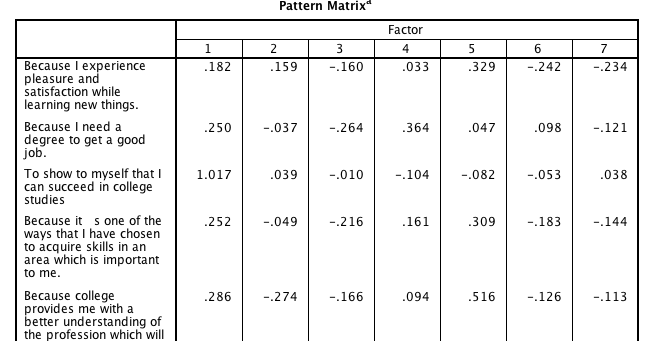 Pattern Matrixa
Factor
1 2 3 4 5 6 7
Because I experience .182 .159 -.160 .033 .329 -.242 -.234
pleasure and
satisfaction while
learning new things.
Because I need a .250 -.037 -.264 .364 .047 .098 -.121
degree to get a good
job.
To show to myself that I 1.017 .039 -.010 -.104 -.082 -.053 .038
can succeed in college
studies
Because it s one of the .252 -.049 -.216 .161 .309 -.183 -.144
ways that I have chosen
to acquire skills in an
area which is important
to me.
Because college .286 -.274 -.166 .094 .516 -.126 -.113
provides me with a
better understanding of
the profession which will